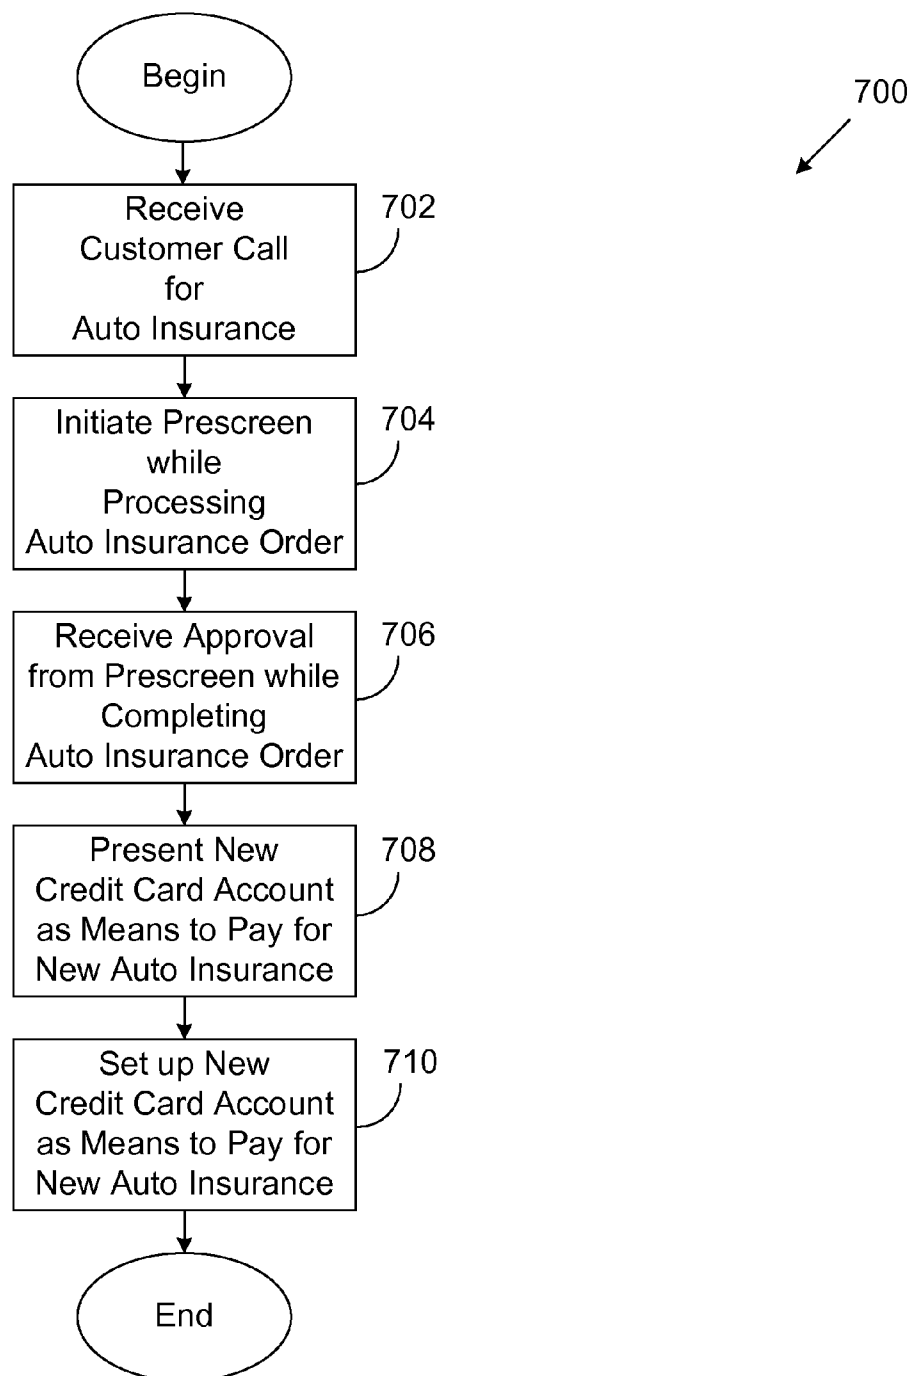 Begin
700
Receive
Customer Call
for
Auto Insurance
702
Initiate Prescreen
while
Processing
Auto Insurance Order
704
Receive Approval
from Prescreen while
Completing
Auto Insurance Order
706
Present New
Credit Card Account
as Means to Pay for
New Auto Insurance
708
Set up New
Credit Card Account
as Means to Pay for
New Auto Insurance
710
End